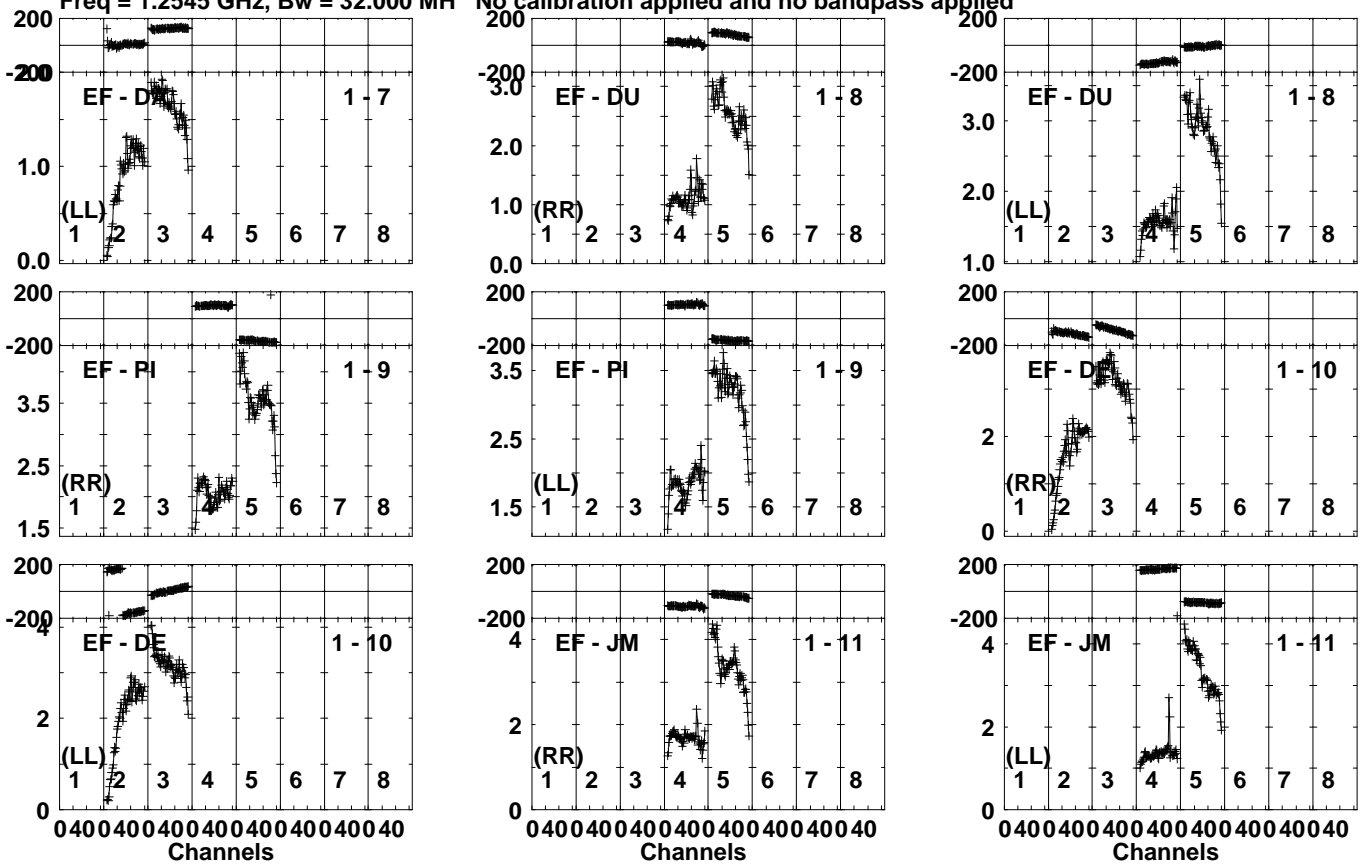 Freq = 1.2545 GHz, Bw = 32.000 MH No calibration applied and no bandpass applied
200 200 200
-200 -200 -200
2.0 3.0
EF - DA 1 - 7 EF - DU 1 - 8 EF - DU 1 - 8
3.0
2.0
1.0 2.0
(LL) 1.0 (RR) (LL)
1 2 3 4 5 6 7 8 1 2 3 4 5 6 7 8 1 2 3 4 5 6 7 8
0.0 0.0 1.0
200 200 200
-200 -200 -200
EF - PI 1 - 9 EF - PI 1 - 9 EF - DE 1 - 10
3.5 3.5
2.5 2.5 2
(RR) (LL) (RR)
1 2 3 4 5 6 7 8 1 2 3 4 5 6 7 8 1 2 3 4 5 6 7 8
1.5 1.5 0
200 200 200
-200 -200 -200
4 EF - DE 1 - 10 4 EF - JM 1 - 11 4 EF - JM 1 - 11
2 2 2
(LL) (RR) (LL)
1 2 3 4 5 6 7 8 1 2 3 4 5 6 7 8 1 2 3 4 5 6 7 8
0 0 0
0 40 0 40 0 40 0 40 0 40 0 40 0 40 0 40 0 40 0 40 0 40 0 40 0 40 0 40 0 40 0 40 0 40 0 40 0 40 0 40 0 40 0 40 0 40 0 40
Channels Channels Channels